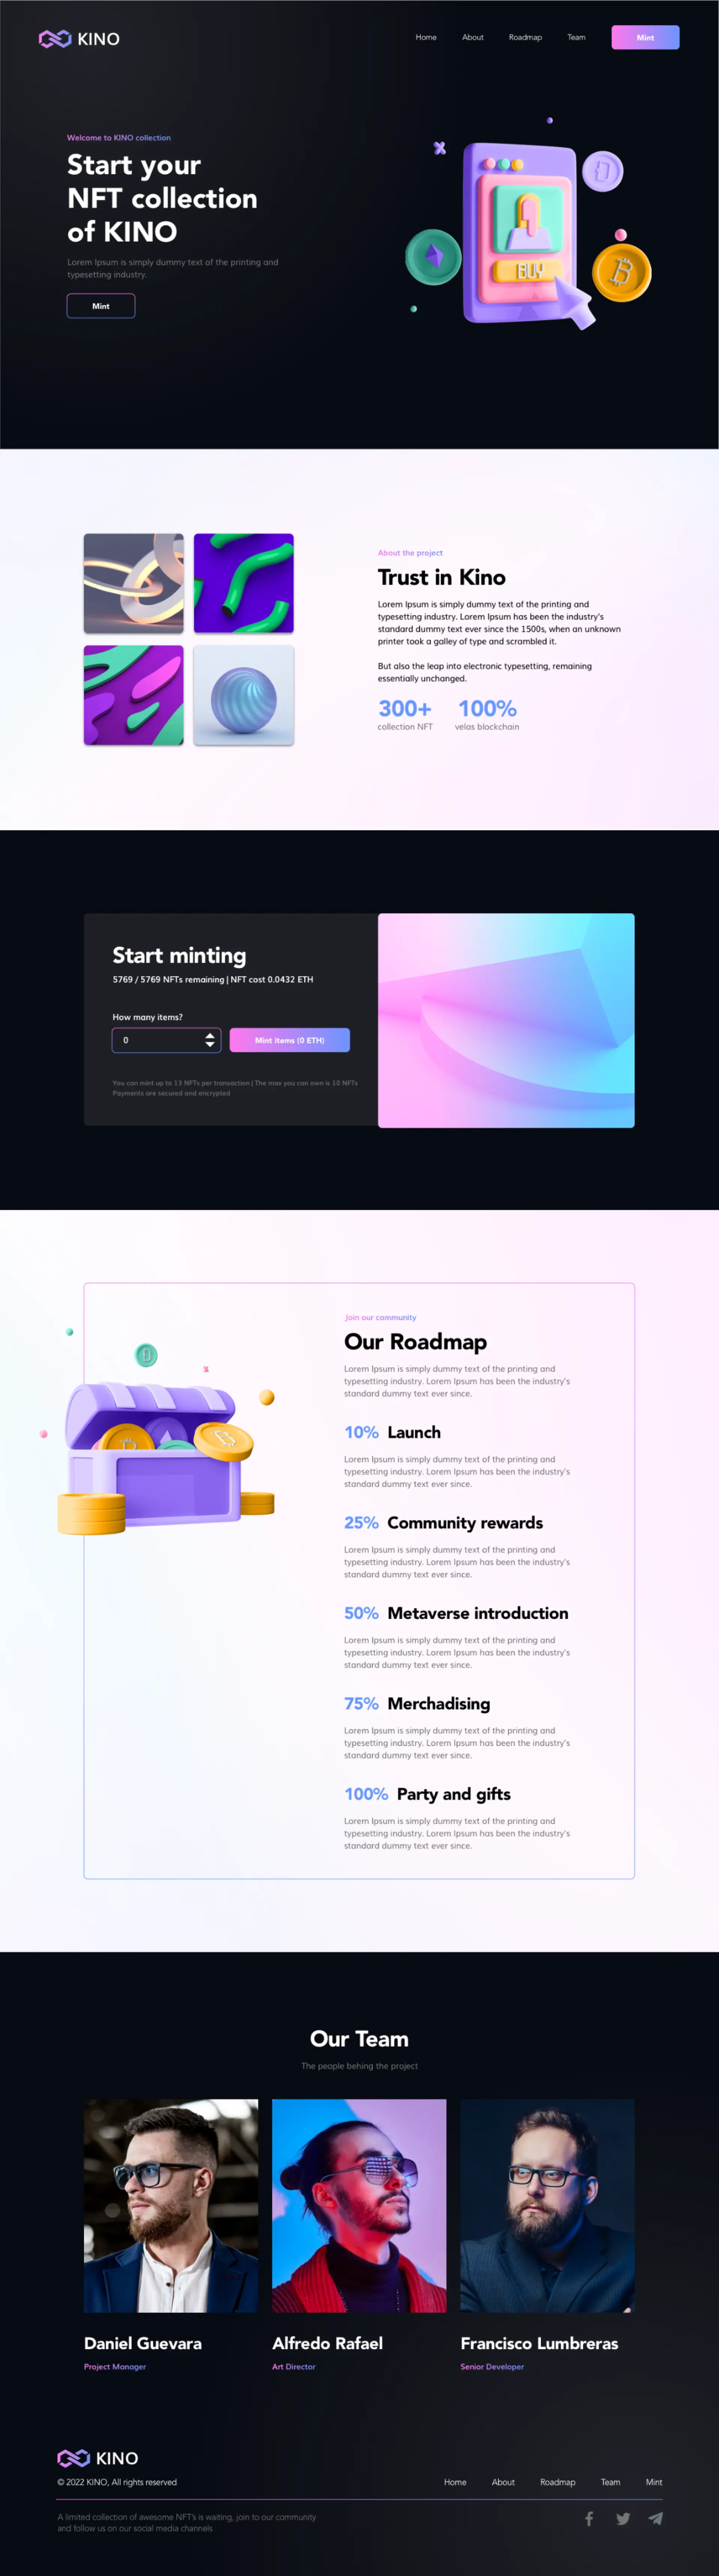 KINO
Home About Roadmap Team Mint
Welcome to KINO collection
Start your
NFT collection
of KINO
Lorem Ipsum is simply dummy text of the printing and
typesetting industry.
Mint
BUY
About the project
Trust in Kino
Lorem Ipsum is simply dummy text of the printing and
typesetting industry. Lorem Ipsum has been the industry's
standard dummy text ever since the 1500s, when an unknown
printer took a galley of type and scrambled it.
But also the leap into electronic typesetting, remaining
essentially unchanged.
300+ 100%
collection NFT velas blockchain
Start minting
5769 / 5769 NFTs remaining | NFT cost 0.0432 ETH
How many items?
0 Mint items (0 ETH)
You can mint up to 13 NFTs per transaction | The max you can own is 10 NFTs
Payments are secured and encrypted
Join our community
Our Roadmap
Lorem Ipsum is simply dummy text of the printing and
typesetting industry. Lorem Ipsum has been the industry's
standard dummy text ever since.
10% Launch
Lorem Ipsum is simply dummy text of the printing and
typesetting industry. Lorem Ipsum has been the industry's
standard dummy text ever since.
25% Community rewards
Lorem Ipsum is simply dummy text of the printing and
typesetting industry. Lorem Ipsum has been the industry's
standard dummy text ever since.
50% Metaverse introduction
Lorem Ipsum is simply dummy text of the printing and
typesetting industry. Lorem Ipsum has been the industry's
standard dummy text ever since.
75% Merchadising
Lorem Ipsum is simply dummy text of the printing and
typesetting industry. Lorem Ipsum has been the industry's
standard dummy text ever since.
100% Party and gifts
Lorem Ipsum is simply dummy text of the printing and
typesetting industry. Lorem Ipsum has been the industry's
standard dummy text ever since.
Our Team
The people behing the project
Daniel Guevara
Project Manager
Alfredo Rafael
Art Director
Francisco Lumbreras
Senior Developer
KINO
© 2022 KINO, All rights reserved
Home About Roadmap Team Mint
A limited collection of awesome NFT's is waiting, join to our community
and follow us on our social media channels